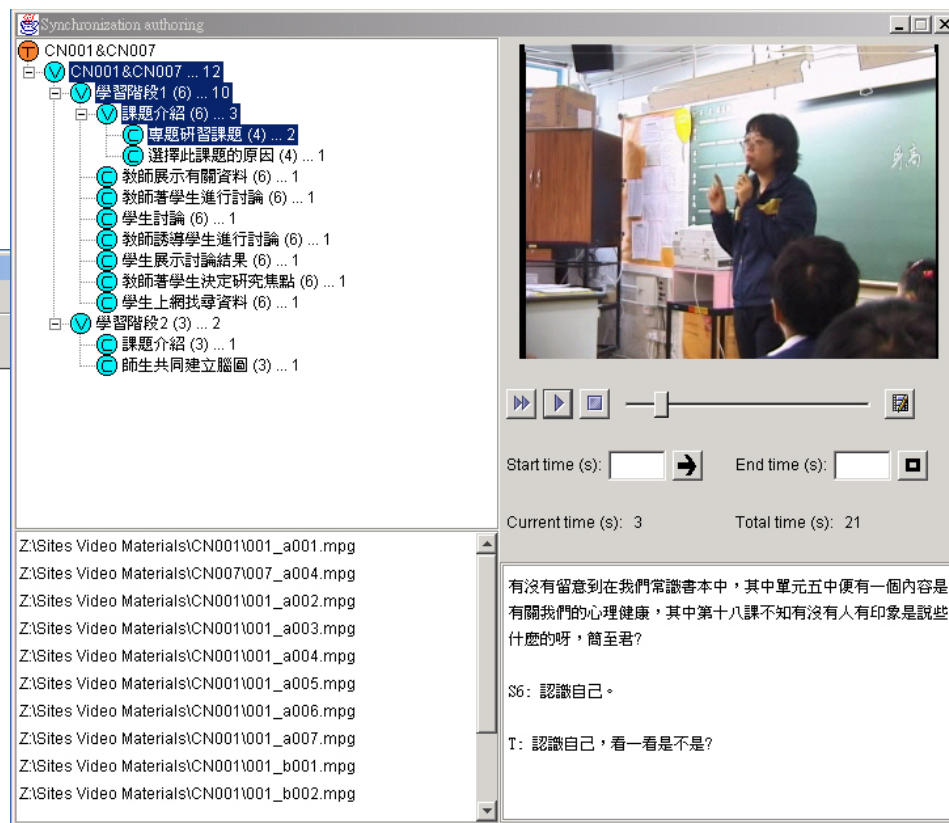 Synchronization authoring
CN001&CN007
CN001&CN007 ... 12
學習階段1 (6) ... 10
課題介紹 (6) ... 3
專題研習課題 (4) ... 2
選擇此課題的原因 (4) ... 1
教師展示有關資料 (6) ... 1
教師著學生進行討論 (6) ... 1
學生討論 (6) ... 1
教師誘導學生進行討論 (6) ... 1
學生展示討論結果 (6) ... 1
教師著學生決定研究焦點 (6) ... 1
學生上網找尋資料 (6) ... 1
學習階段2 (3) ... 2
課題介紹 (3) ... 1
師生共同建立腦圖 (3) ... 1
身高
Start time (s):
End time (s):
Current time (s): 3
Total time (s): 21
Z:\Sites Video Materials\CN001\001_a001.mpg
Z:\Sites Video Materials\CN007\007_a004.mpg
Z:\Sites Video Materials\CN001\001_a002.mpg
Z:\Sites Video Materials\CN001\001_a003.mpg
Z:\Sites Video Materials\CN001\001_a004.mpg
Z:\Sites Video Materials\CN001\001_a005.mpg
Z:\Sites Video Materials\CN001\001_a006.mpg
Z:\Sites Video Materials\CN001\001_a007.mpg
Z:\Sites Video Materials\CN001\001_b001.mpg
Z:\Sites Video Materials\CN001\001_b002.mpg
有沒有留意到在我們常識書本中，其中單元五中便有一個內容是
有關我們的心理健康，其中第十八課不知有沒有人有印象是說些
什麼的呀，簡至君?
S6: 認識自己。
T: 認識自己，看一看是不是?